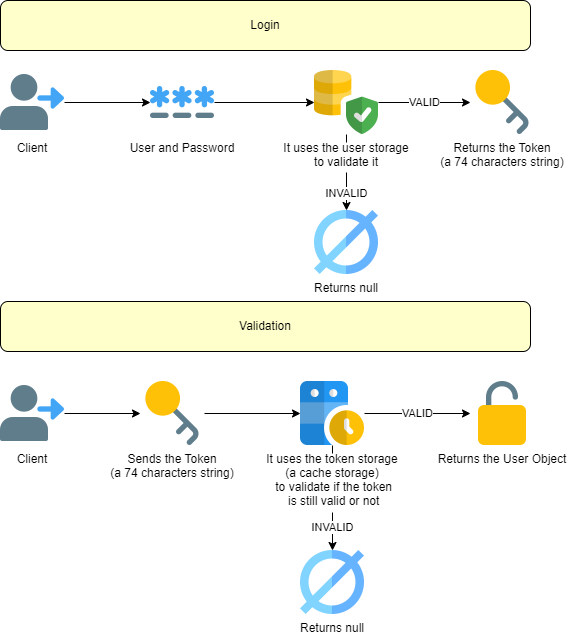 Login
VALID
Client
User and Password
It uses the user storage
to validate it
Returns the Token
(a 74 characters string)
INVALID
Returns null
Validation
VALID
Client
Sends the Token
(a 74 characters string)
It uses the token storage
(a cache storage)
to validate if the token
is still valid or not
Returns the User Object
INVALID
Returns null